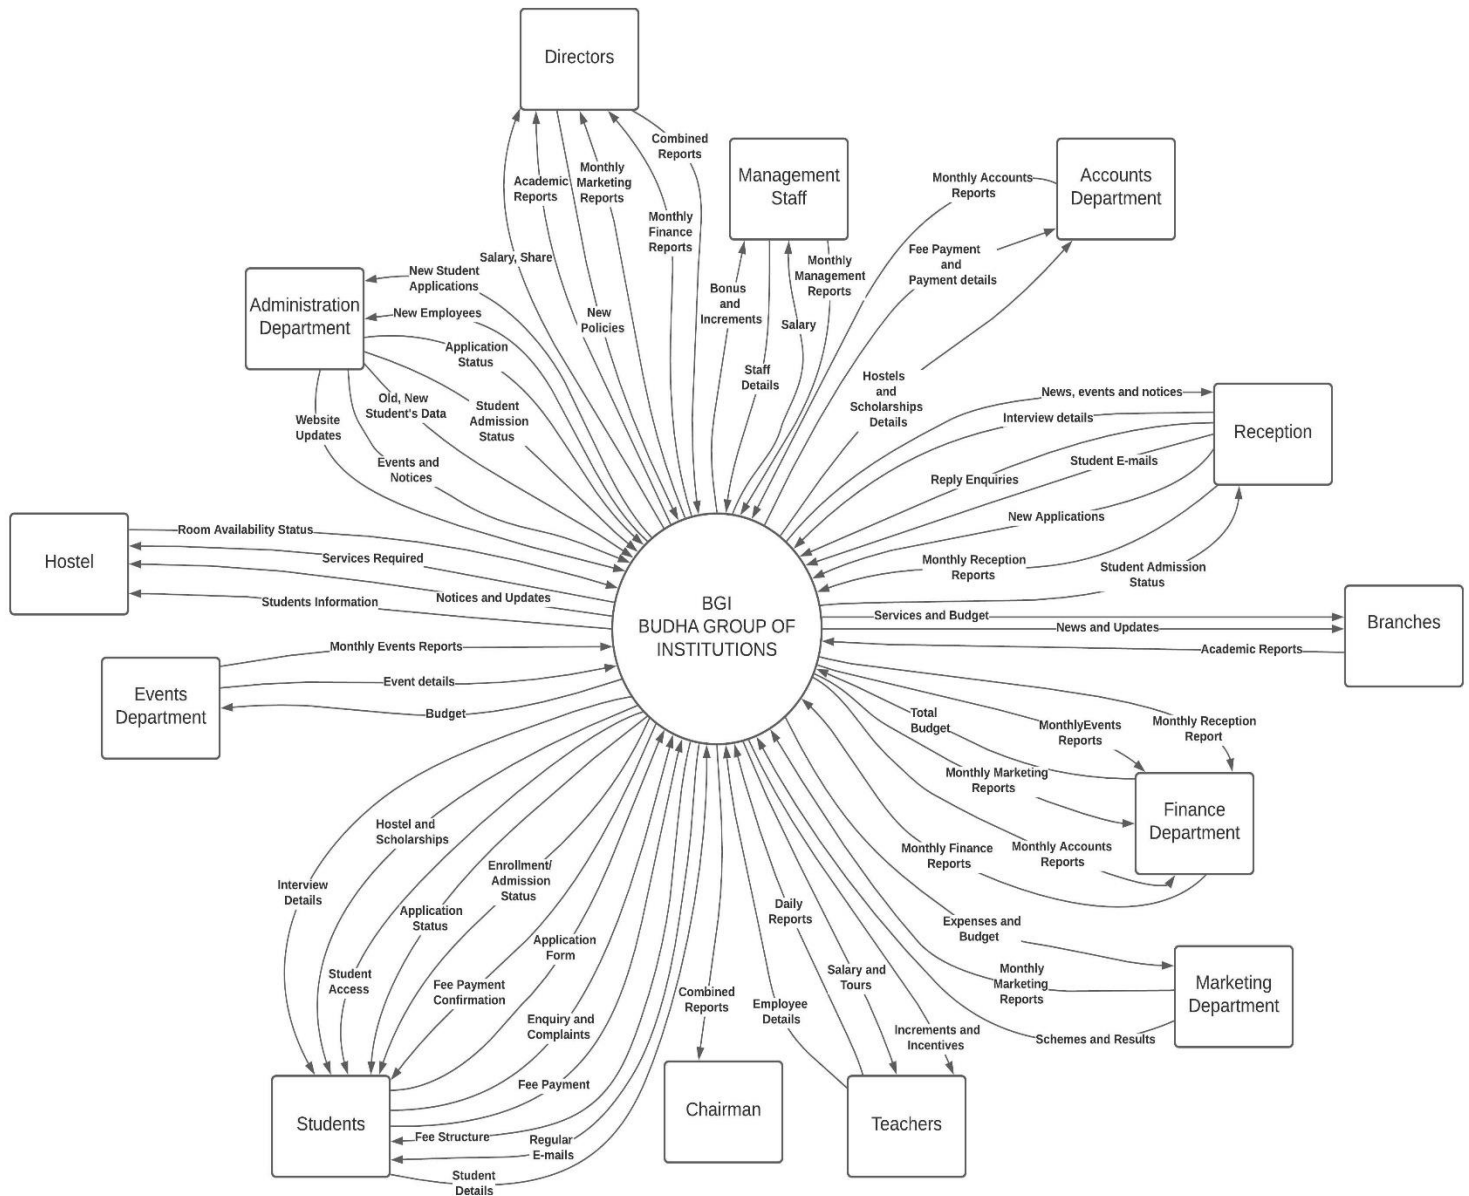 Directors
Combined
Reports
Monthly
Marketing
Reports
Academic
Reports
Monthly
Finance
Reports
Salary, Share
New
Policies
Management
Staff
Bonus
and
Increments
Staff
Details
Salary
Monthly
Management
Reports
Accounts
Department
Monthly Accounts
Reports
Fee Payment
and
Payment details
Hostels
and
Scholarships
Details
Administration
Department
New Student
Applications
New Employees
Application
Status
Old, New
Student's Data
Student
Admission
Status
Website
Updates
Events and
Notices
Reception
News, events and notices
Interview details
Student E-mails
Reply Enquiries
New Applications
Monthly Reception
Reports
Student Admission
Status
Hostel
Room Availability Status
Services Required
Notices and Updates
Students Information
BGI
BUDHA GROUP OF
INSTITUTIONS
Branches
Services and Budget
News and Updates
Academic Reports
Events
Department
Monthly Events Reports
Event details
Budget
Finance
Department
Total
Budget
MonthlyEvents
Reports
Monthly Reception
Report
Monthly Marketing
Reports
Monthly Accounts
Reports
Monthly Finance
Reports
Marketing
Department
Expenses and
Budget
Monthly
Marketing
Reports
Schemes and Results
Students
Interview
Details
Hostel and
Scholarships
Student
Access
Application
Status
Enrollment/
Admission
Status
Fee Payment
Confirmation
Application
Form
Enquiry and
Complaints
Fee Payment
Fee Structure
Regular
E-mails
Student
Details
Chairman
Combined
Reports
Teachers
Employee
Details
Daily
Reports
Salary and
Tours
Increments and
Incentives